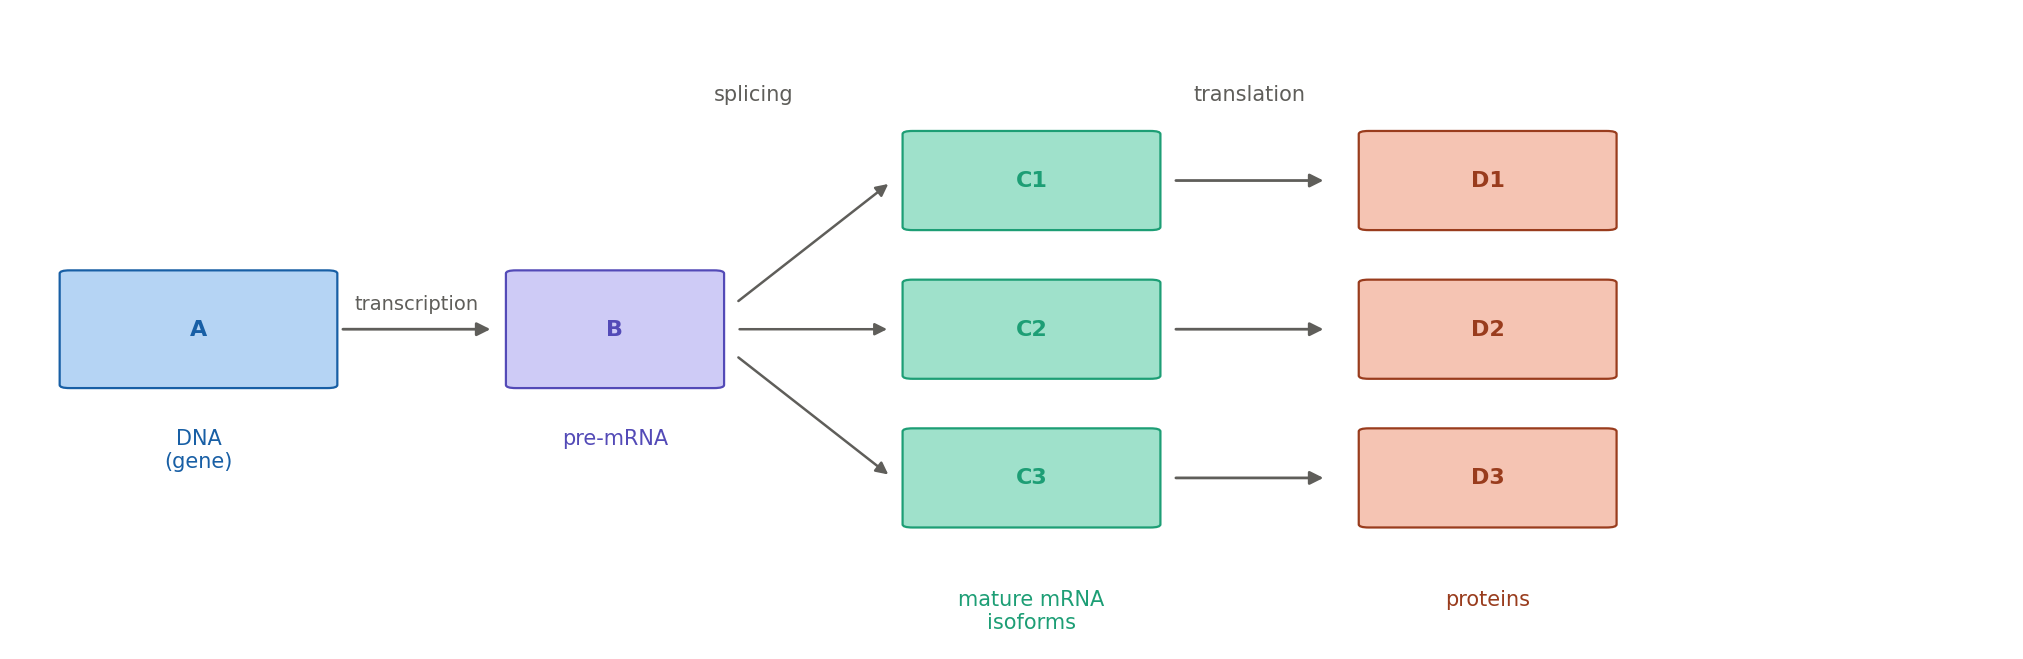 splicing
translation
C1
D1
transcription
A
B
C2
D2
DNA
(gene)
pre-mRNA
C3
D3
mature mRNA
isoforms
proteins